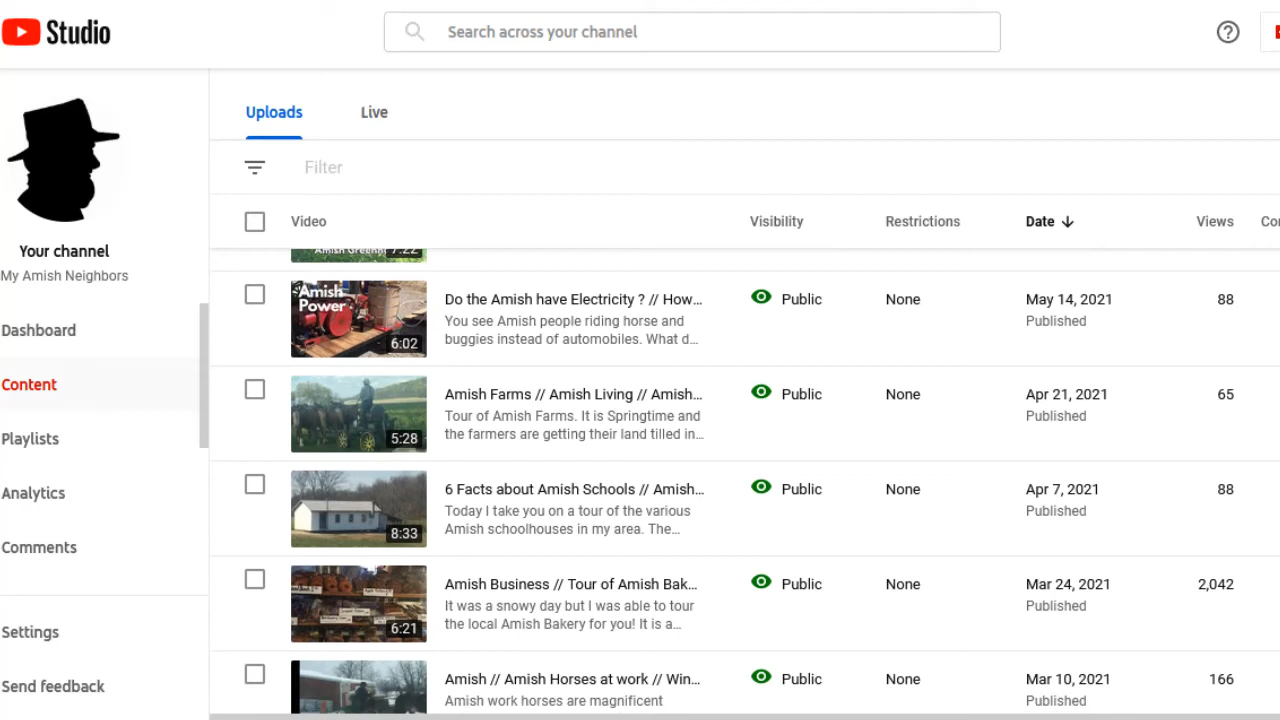 Studio
Search across your channel
Your channel
My Amish Neighbors
Dashboard
Content
Playlists
Analytics
Comments
Settings
Send feedback
Uploads
Live
Filter
Video
Visibility
Restrictions
Date
Views
7:22
Amish Power
6:02
Do the Amish have Electricity ? // How...
You see Amish people riding horse and
buggies instead of automobiles. What d...
Public
None
May 14, 2021
Published
88
5:28
Amish Farms // Amish Living // Amish...
Tour of Amish Farms. It is Springtime and
the farmers are getting their land tilled in...
Public
None
Apr 21, 2021
Published
65
8:33
6 Facts about Amish Schools // Amish...
Today I take you on a tour of the various
Amish schoolhouses in my area. The...
Public
None
Apr 7, 2021
Published
88
6:21
Amish Business // Tour of Amish Bak...
It was a snowy day but I was able to tour
the local Amish Bakery for you! It is a...
Public
None
Mar 24, 2021
Published
2,042
Amish // Amish Horses at work // Win...
Amish work horses are magnificent
Public
None
Mar 10, 2021
Published
166